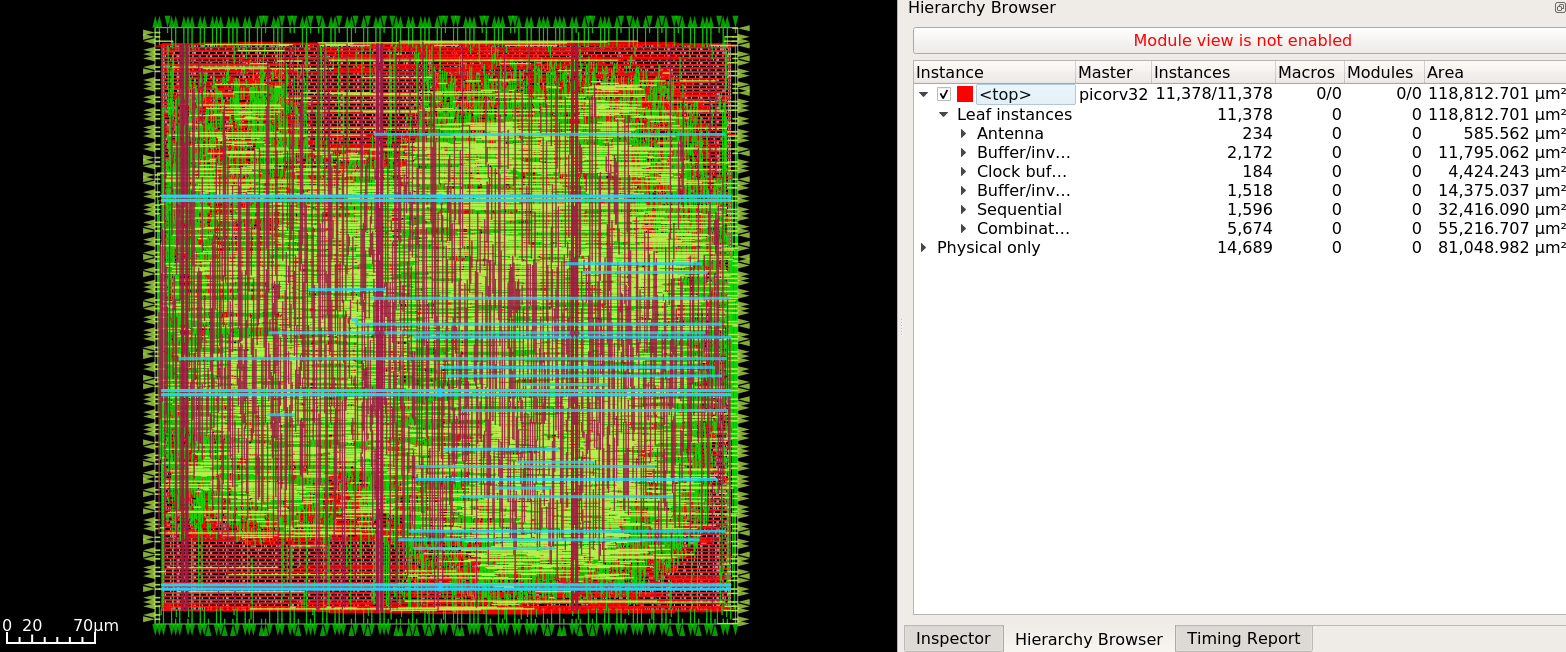 Hierarchy Browser
Module view is not enabled
Instance Master Instances Macros Modules Area
<top> picorv32 11,378/11,378 0/0 0/0 118,812.701 µm²
Leaf instances 11,378 0 0 118,812.701 µm²
Antenna 234 0 0 585.562 µm²
Buffer/inv... 2,172 0 0 11,795.062 µm²
Clock buf... 184 0 0 4,424.243 µm²
Buffer/inv... 1,518 0 0 14,375.037 µm²
Sequential 1,596 0 0 32,416.090 µm²
Combinat... 5,674 0 0 55,216.707 µm²
Physical only 14,689 0 0 81,048.982 µm²
0 20 70µm
Inspector Hierarchy Browser Timing Report